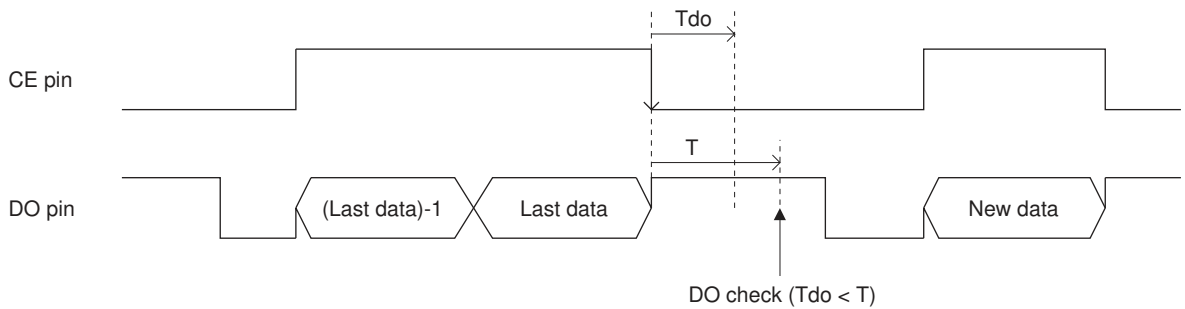 Tdo
CE pin
T
DO pin
(Last data)-1
Last data
New data
DO check (Tdo < T)